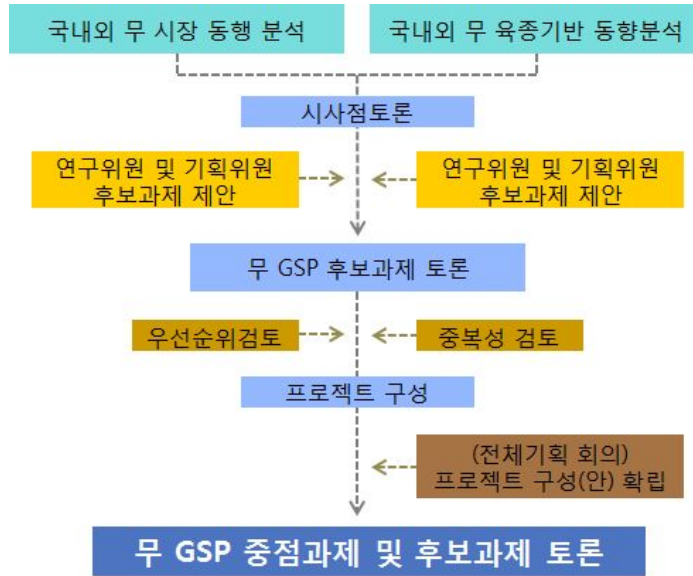 국내외 무 시장 동행 분석
국내외 무 육종기반 동향분석
시사점토론
연구위원 및 기획위원
후보과제 제안
연구위원 및 기획위원
후보과제 제안
무 GSP 후보과제 토론
우선순위검토
중복성 검토
프로젝트 구성
(전체기획 회의)
프로젝트 구성(안) 확립
무 GSP 중점과제 및 후보과제 토론